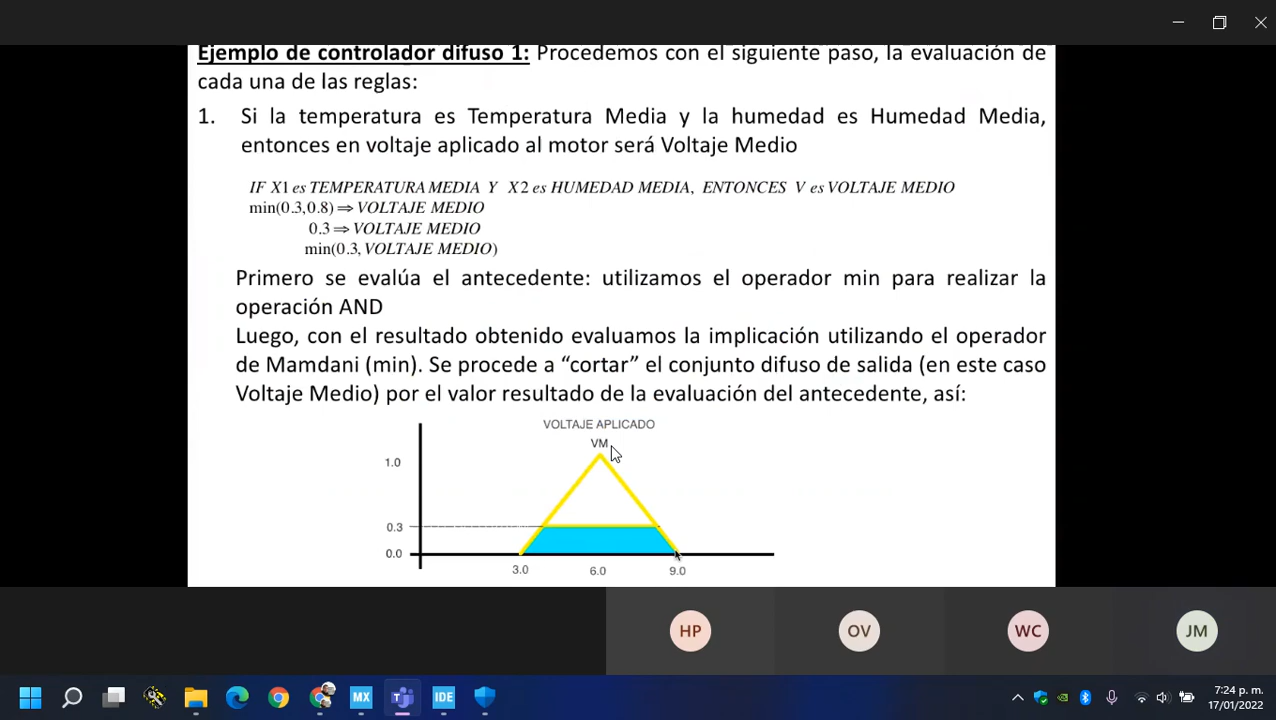 Ejemplo de controlador difuso 1: Procedemos con el siguiente paso, la evaluación de
cada una de las reglas:
1. Si la temperatura es Temperatura Media y la humedad es Humedad Media,
entonces en voltaje aplicado al motor será Voltaje Medio
IF X1 es TEMPERATURA MEDIA Y X2 es HUMEDAD MEDIA, ENTONCES V es VOLTAJE MEDIO
min(0.3,0.8) ⇒ VOLTAJE MEDIO
0.3 ⇒ VOLTAJE MEDIO
min(0.3, VOLTAJE MEDIO)
Primero se evalúa el antecedente: utilizamos el operador min para realizar la
operación AND
Luego, con el resultado obtenido evaluamos la implicación utilizando el operador
de Mamdani (min). Se procede a “cortar” el conjunto difuso de salida (en este caso
Voltaje Medio) por el valor resultado de la evaluación del antecedente, así:
VOLTAJE APLICADO
VM
1.0
0.3
0.0
3.0 6.0 9.0
HP OV WC JM
MX IDE
7:24 p. m.
17/01/2022